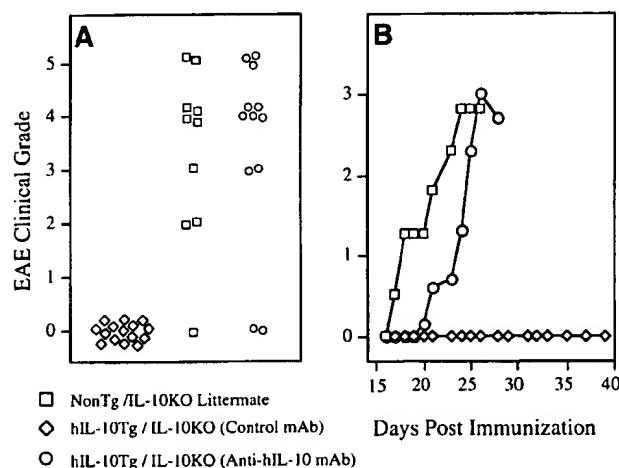 A
B
EAE Clinical Grade
5
4
3
2
1
0
3
2
1
0
15 20 25 30 35 40
Days Post Immunization
NonTg /IL-10KO Littermate
hIL-10Tg / IL-10KO (Control mAb)
hIL-10Tg / IL-10KO (Anti-hIL-10 mAb)